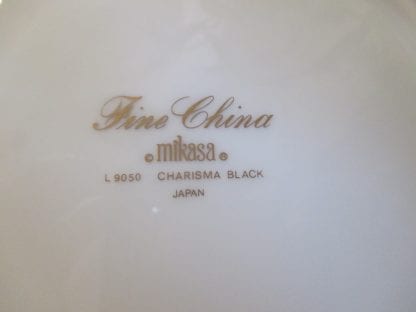 Fine China
© mikasa ®
L 9050 CHARISMA BLACK
JAPAN